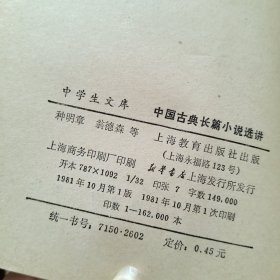 中学生文库 中国古典长篇小说选讲
种明章 翁德森 等
上海教育出版社出版
(上海永福路123号)
上海商务印刷厂印刷 新华书店上海发行所发行
开本787×1092 1/32 印张 7 字数149,000
1981年10月第1版 1981年10月第1次印刷
印数 1—162,000 本
统一书号: 7150·2602 定价: 0.45 元